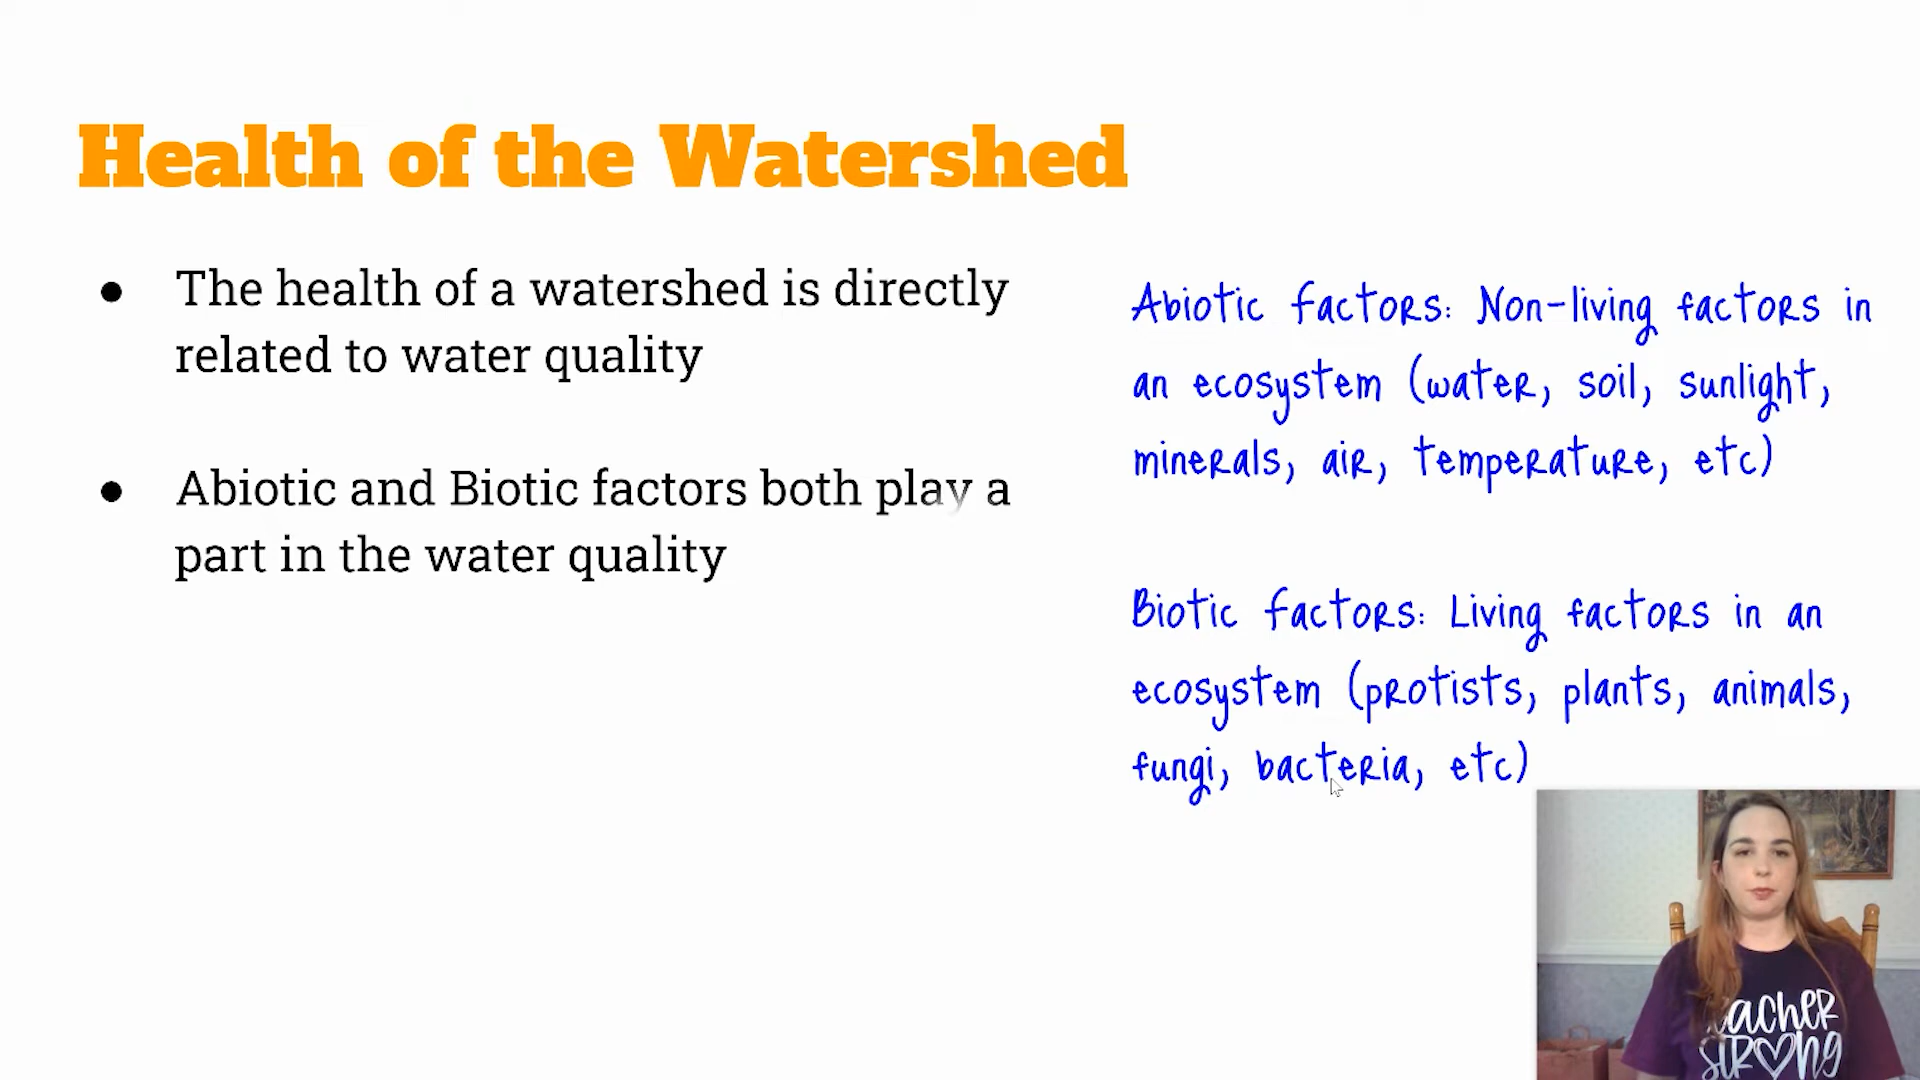 Health of the Watershed
● The health of a watershed is directly
related to water quality
● Abiotic and Biotic factors both play a
part in the water quality
Abiotic Factors: Non-living factors in
an ecosystem (water, soil, sunlight,
minerals, air, temperature, etc)
Biotic Factors: Living factors in an
ecosystem (protists, plants, animals,
fungi, bacteria, etc)
eacher
STRONG